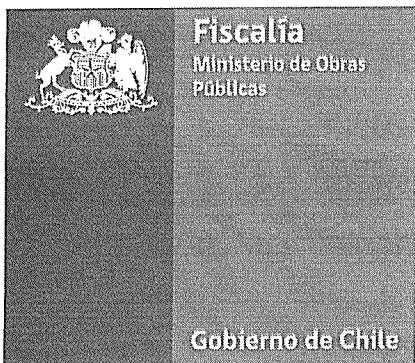 Fiscalía
Ministerio de Obras
Públicas
Gobierno de Chile